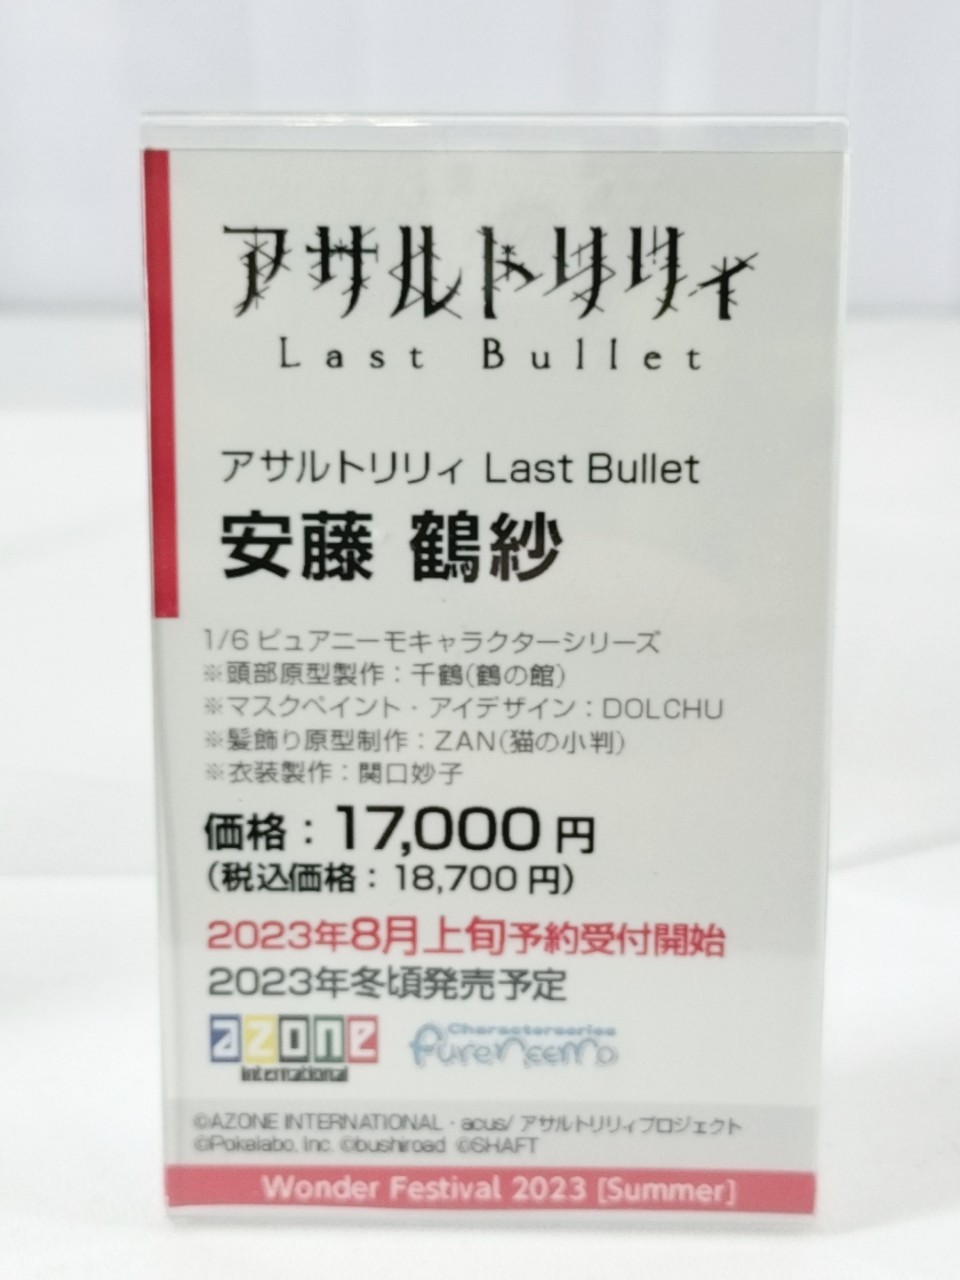 アサルトリリィ
Last Bullet
アサルトリリィ Last Bullet
安藤 鶴紗
1/6 ピュアニーモキャラクターシリーズ
※頭部原型製作：千鶴(鶴の館)
※マスクペイント・アイデザイン：DOLCHU
※髪飾り原型制作：ZAN(猫の小判)
※衣装製作：関口妙子
価格：17,000 円
(税込価格：18,700 円)
2023年8月上旬予約受付開始
2023年冬頃発売予定
azone
international
Characterseries
PureNeemo
©AZONE INTERNATIONAL・acus/ アサルトリリィプロジェクト
©Pokelabo, Inc. ©bushiroad ©SHAFT
Wonder Festival 2023 [Summer]